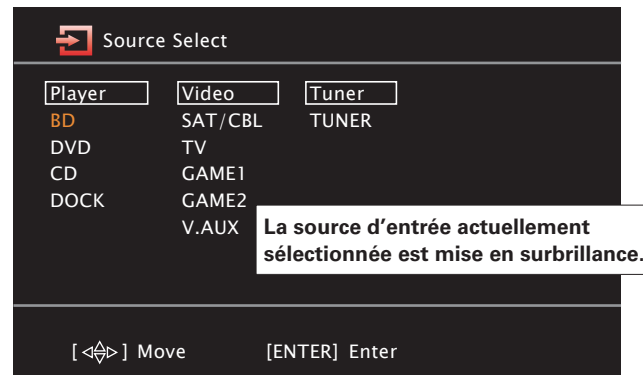 Source Select
Player Video Tuner
BD SAT/CBL TUNER
DVD TV
CD GAME1
DOCK GAME2
V.AUX
La source d'entrée actuellement
sélectionnée est mise en surbrillance.
[ ◁△▽▷ ] Move [ENTER] Enter